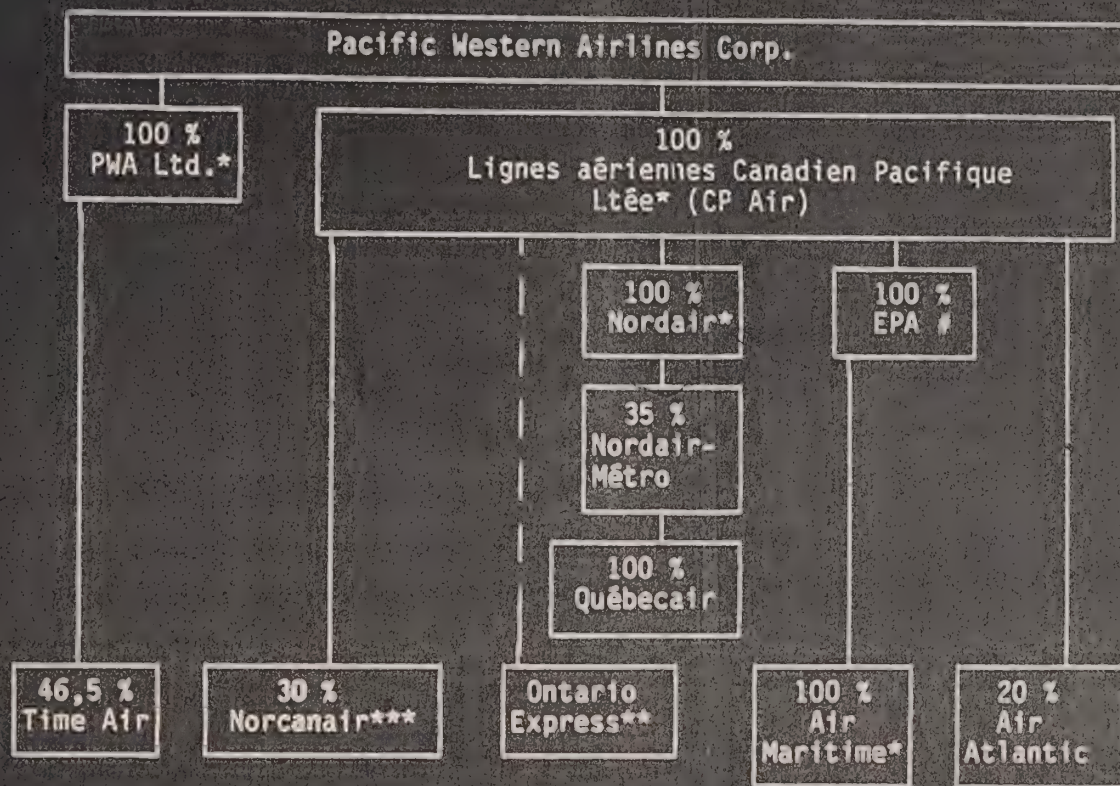 Pacific Western Airlines Corp.
100 %
PWA Ltd.*
100 %
Lignes aériennes Canadien Pacifique
Ltée* (CP Air)
100 %
Nordair*
100 %
EPA #
35 %
Nordair-
Métro
100 %
Québecair
46,5 %
Time Air
30 %
Norcanair***
Ontario
Express**
100 %
Air
Maritime*
20 %
Air
Atlantic